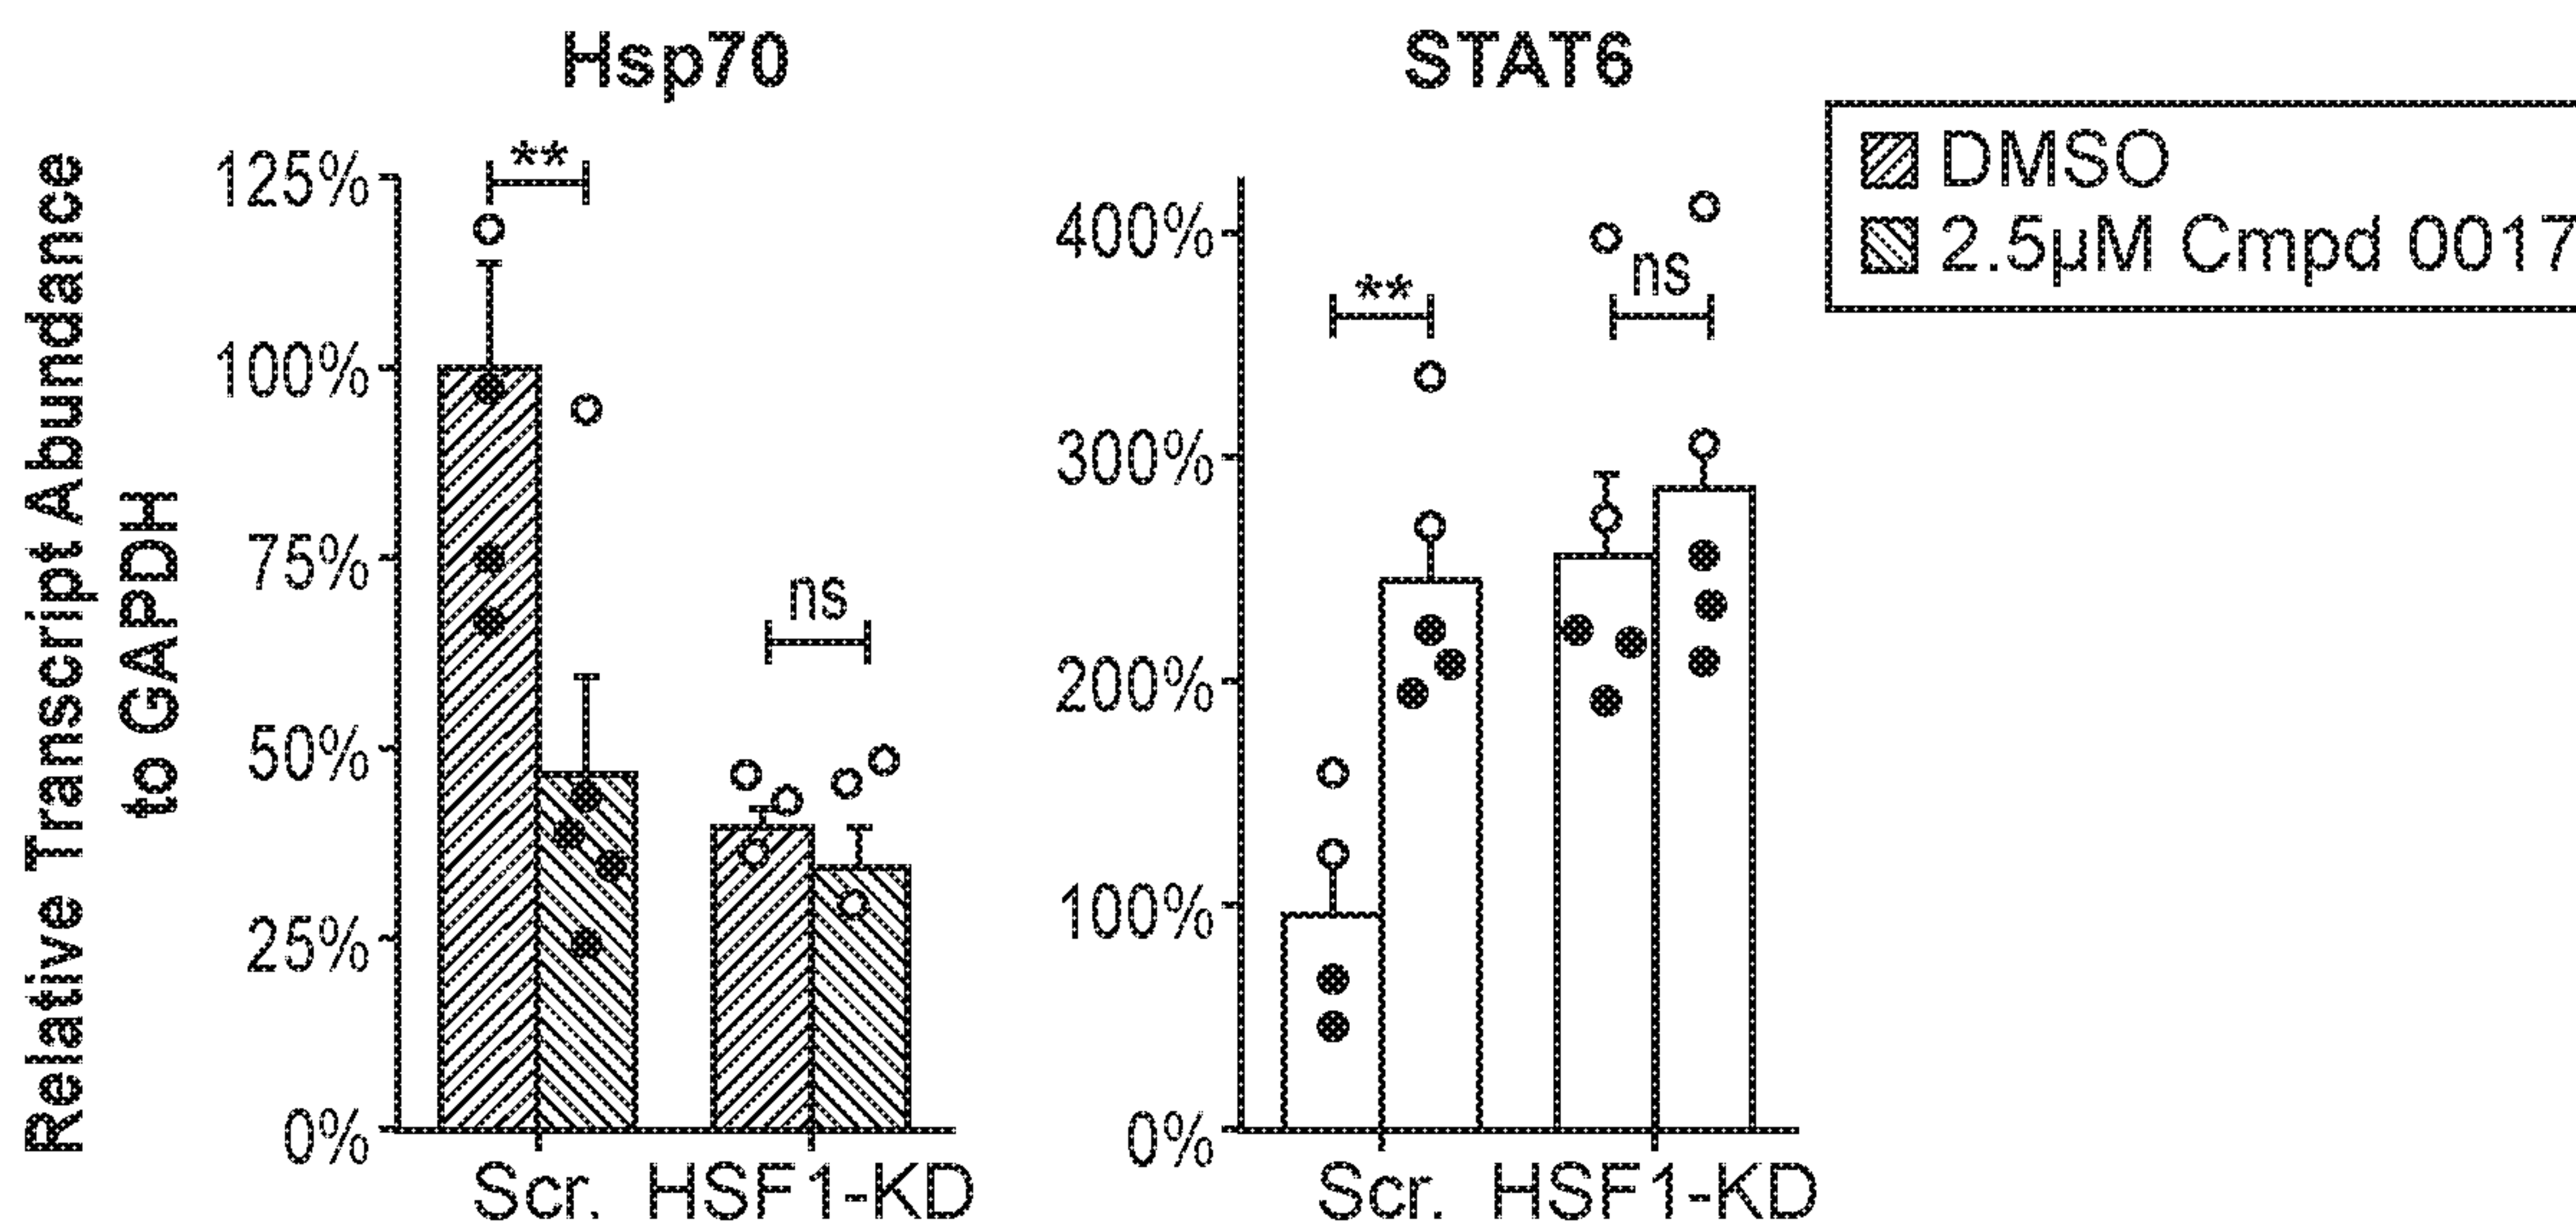 Hsp70
Relative Transcript Abundance
to GAPDH
125%
100%
75%
50%
25%
0%
**
ns
Scr. HSF1-KD
STAT6
400%
300%
200%
100%
0%
**
ns
Scr. HSF1-KD
DMSO
2.5μM Cmpd 0017